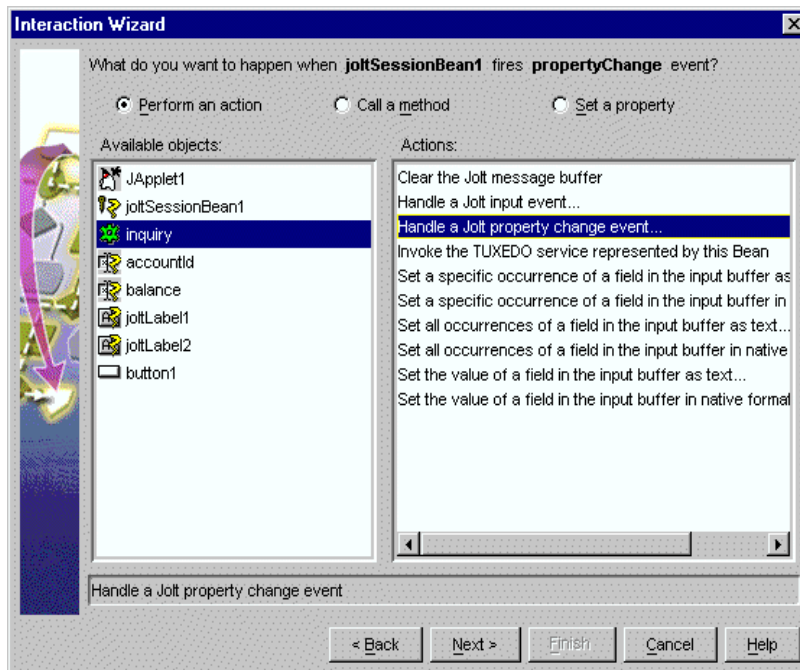 Interaction Wizard
What do you want to happen when joltSessionBean1 fires propertyChange event?
Perform an action
Call a method
Set a property
Available objects:
JApplet1
joltSessionBean1
inquiry
accountId
balance
joltLabel1
joltLabel2
button1
Actions:
Clear the Jolt message buffer
Handle a Jolt input event...
Handle a Jolt property change event...
Invoke the TUXEDO service represented by this Bean
Set a specific occurrence of a field in the input buffer as
Set a specific occurrence of a field in the input buffer in
Set all occurrences of a field in the input buffer as text...
Set all occurrences of a field in the input buffer in native
Set the value of a field in the input buffer as text...
Set the value of a field in the input buffer in native format
Handle a Jolt property change event
< Back
Next >
Finish
Cancel
Help